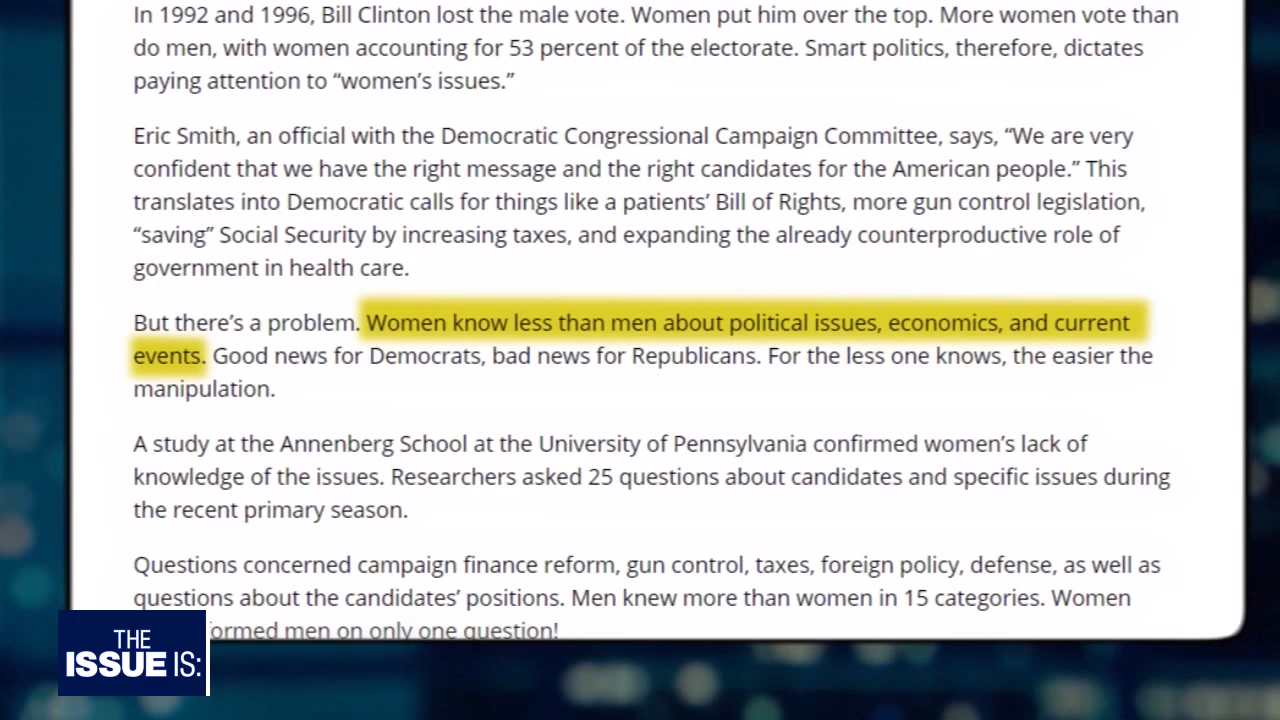 In 1992 and 1996, Bill Clinton lost the male vote. Women put him over the top. More women vote than
do men, with women accounting for 53 percent of the electorate. Smart politics, therefore, dictates
paying attention to “women’s issues.”
Eric Smith, an official with the Democratic Congressional Campaign Committee, says, “We are very
confident that we have the right message and the right candidates for the American people.” This
translates into Democratic calls for things like a patients’ Bill of Rights, more gun control legislation,
“saving” Social Security by increasing taxes, and expanding the already counterproductive role of
government in health care.
But there’s a problem. Women know less than men about political issues, economics, and current
events. Good news for Democrats, bad news for Republicans. For the less one knows, the easier the
manipulation.
A study at the Annenberg School at the University of Pennsylvania confirmed women’s lack of
knowledge of the issues. Researchers asked 25 questions about candidates and specific issues during
the recent primary season.
Questions concerned campaign finance reform, gun control, taxes, foreign policy, defense, as well as
questions about the candidates’ positions. Men knew more than women in 15 categories. Women
formed men on only one question!
THE
ISSUE IS: